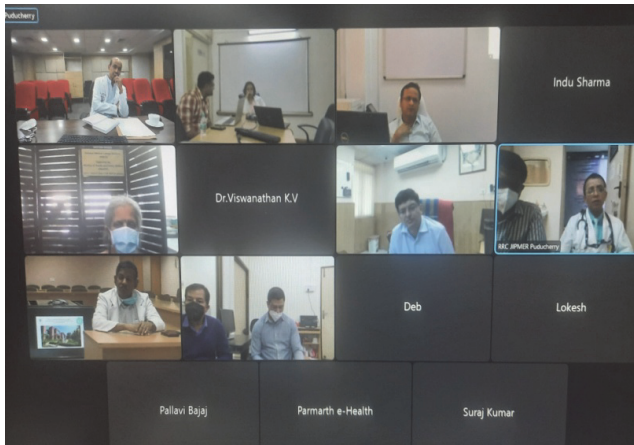 Puducherry
Indu Sharma
Dr.Viswanathan K.V
RRC JIPMER Puducherry
Deb
Lokesh
Pallavi Bajaj
Parmarth e-Health
Suraj Kumar